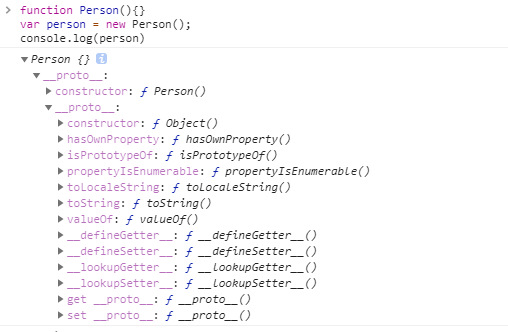 function Person(){}
var person = new Person();
console.log(person)
Person {} i
__proto__:
constructor: ƒ Person()
__proto__:
constructor: ƒ Object()
hasOwnProperty: ƒ hasOwnProperty()
isPrototypeOf: ƒ isPrototypeOf()
propertyIsEnumerable: ƒ propertyIsEnumerable()
toLocaleString: ƒ toLocaleString()
toString: ƒ toString()
valueOf: ƒ valueOf()
__defineGetter__: ƒ __defineGetter__()
__defineSetter__: ƒ __defineSetter__()
__lookupGetter__: ƒ __lookupGetter__()
__lookupSetter__: ƒ __lookupSetter__()
get __proto__: ƒ __proto__()
set __proto__: ƒ __proto__()